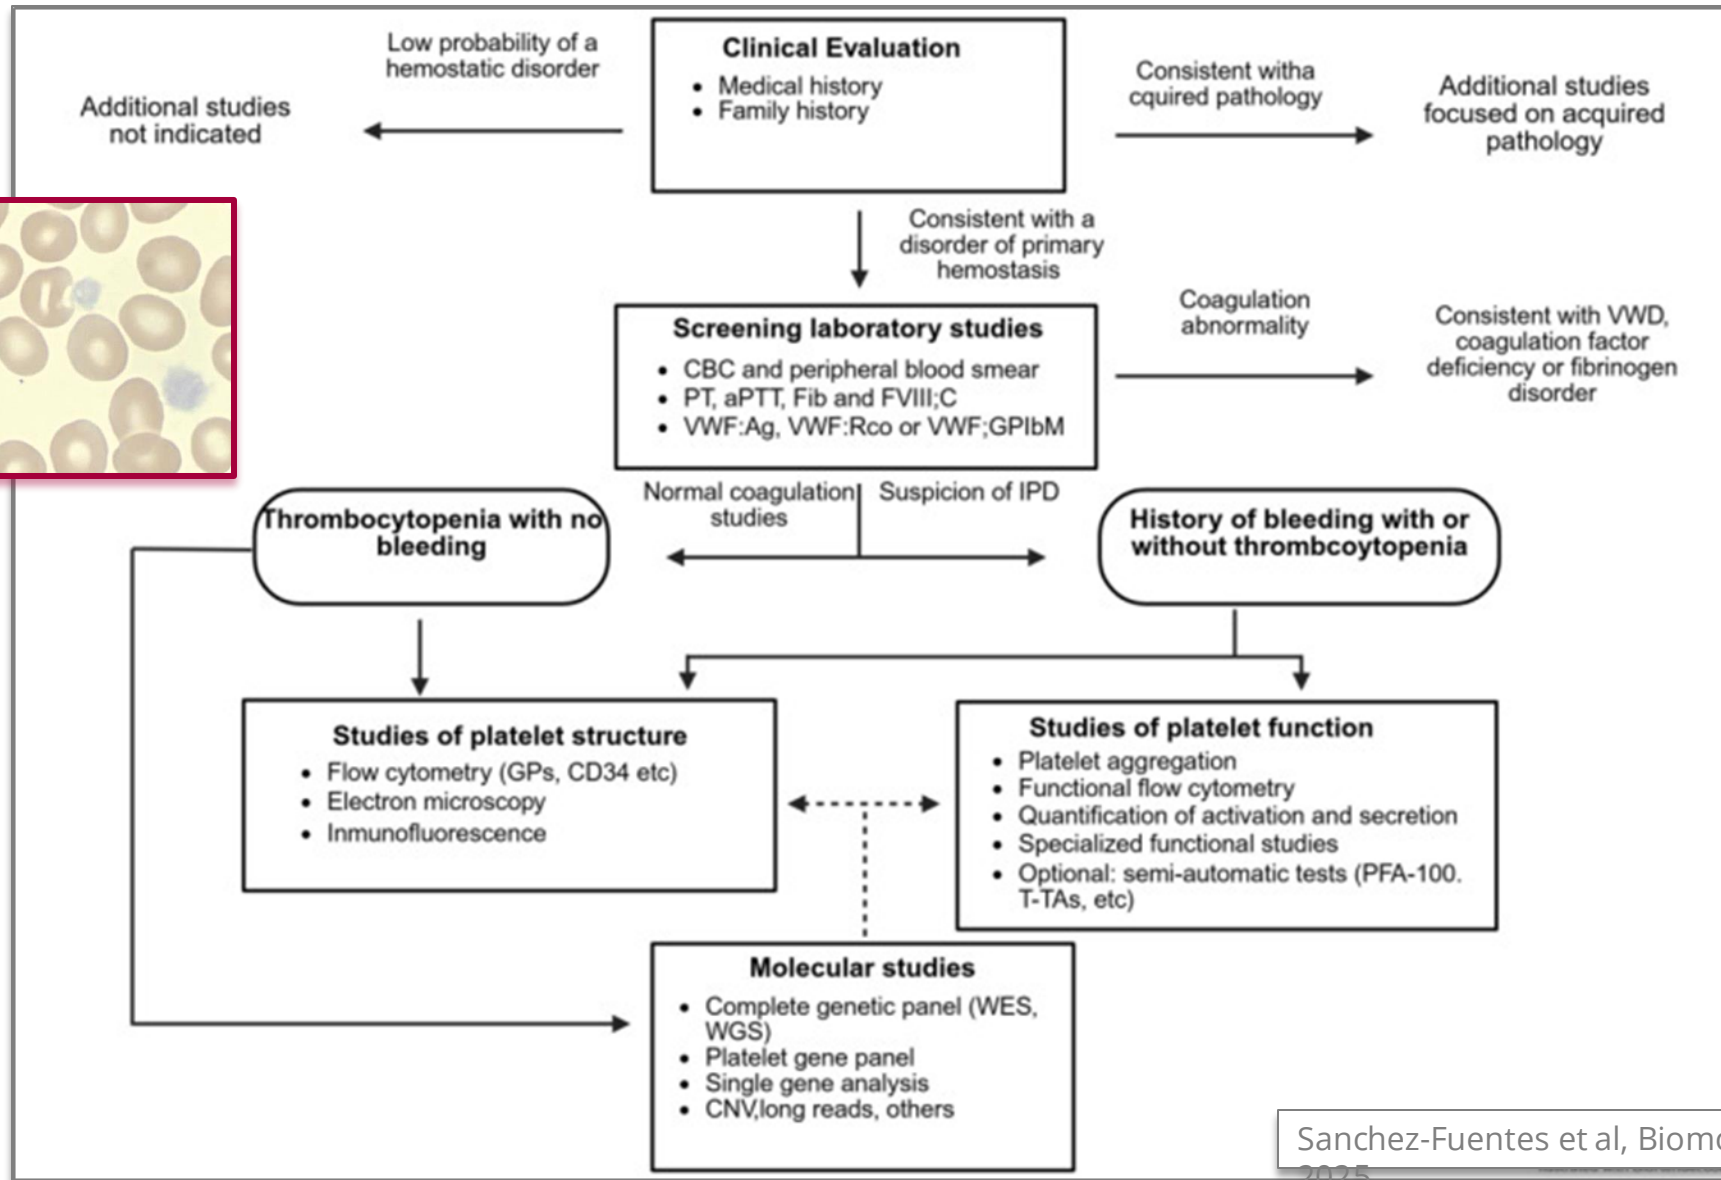 Low probability of a
hemostatic disorder
Additional studies
not indicated
Clinical Evaluation
• Medical history
• Family history
Consistent witha
cquired pathology
Additional studies
focused on acquired
pathology
Consistent with a
disorder of primary
hemostasis
Screening laboratory studies
• CBC and peripheral blood smear
• PT, aPTT, Fib and FVIII;C
• VWF:Ag, VWF:Rco or VWF;GPIbM
Coagulation
abnormality
Consistent with VWD,
coagulation factor
deficiency or fibrinogen
disorder
Normal coagulation
studies
Suspicion of IPD
Thrombocytopenia with no
bleeding
History of bleeding with or
without thrombcoytopenia
Studies of platelet structure
• Flow cytometry (GPs, CD34 etc)
• Electron microscopy
• Inmunofluorescence
Studies of platelet function
• Platelet aggregation
• Functional flow cytometry
• Quantification of activation and secretion
• Specialized functional studies
• Optional: semi-automatic tests (PFA-100.
T-TAs, etc)
Molecular studies
• Complete genetic panel (WES,
WGS)
• Platelet gene panel
• Single gene analysis
• CNV,long reads, others
Sanchez-Fuentes et al,
2025